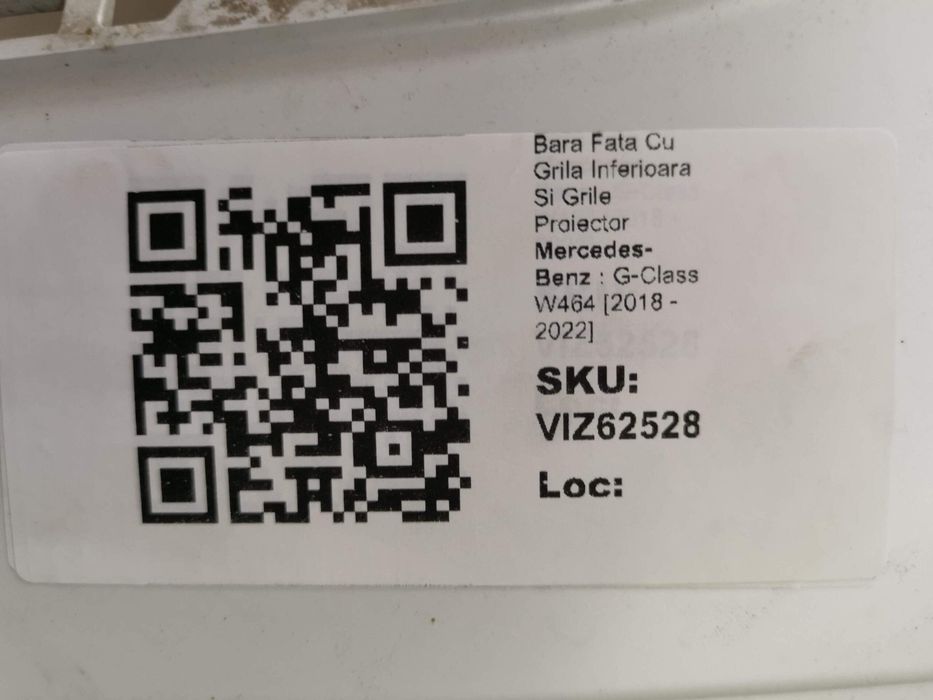 Bara Fata Cu
Grila Inferioara
Si Grile
Proiector
Mercedes-
Benz : G-Class
W464 [2018 -
2022]
SKU:
VIZ62528
Loc: